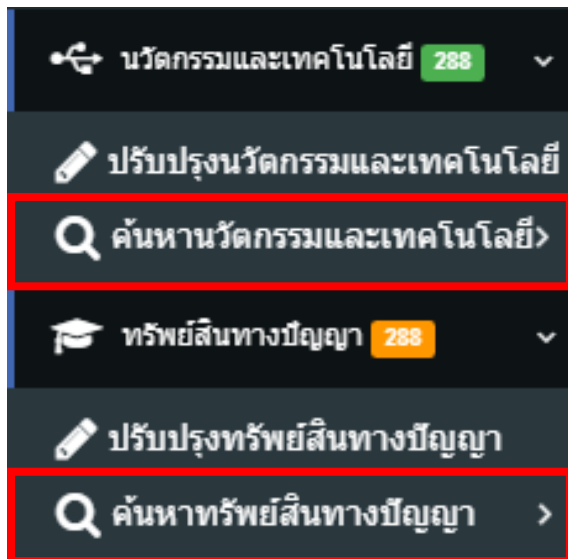 นวัตกรรมและเทคโนโลยี 288
ปรับปรุงนวัตกรรมและเทคโนโลยี
ค้นหานวัตกรรมและเทคโนโลยี
ทรัพย์สินทางปัญญา 288
ปรับปรุงทรัพย์สินทางปัญญา
ค้นหาทรัพย์สินทางปัญญา